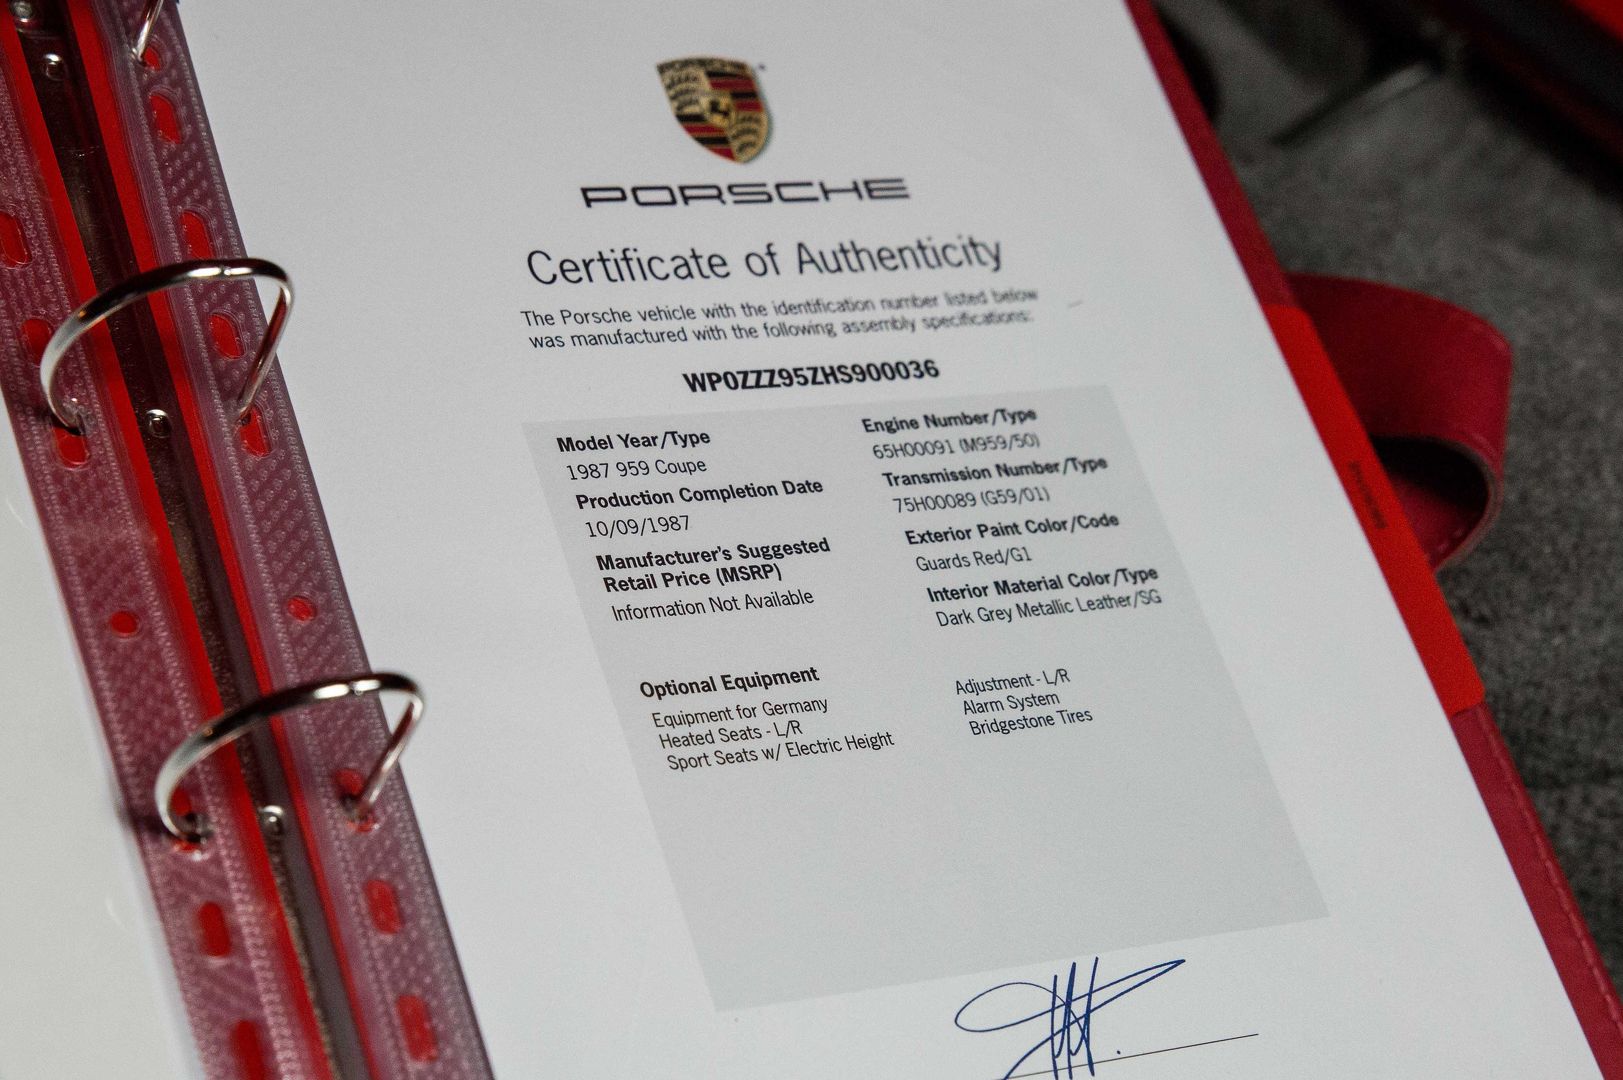 PORSCHE
Certificate of Authenticity
The Porsche vehicle with the identification number listed below
was manufactured with the following assembly specifications:
WP0ZZZ95ZHS900036
Model Year/Type
1987 959 Coupe
Production Completion Date
10/09/1987
Manufacturer's Suggested
Retail Price (MSRP)
Information Not Available
Engine Number/Type
65H00091 (M959/50)
Transmission Number/Type
75H00089 (G59/01)
Exterior Paint Color/Code
Guards Red/G1
Interior Material Color/Type
Dark Grey Metallic Leather/SG
Optional Equipment
Equipment for Germany
Heated Seats - L/R
Sport Seats w/ Electric Height
Adjustment - L/R
Alarm System
Bridgestone Tires